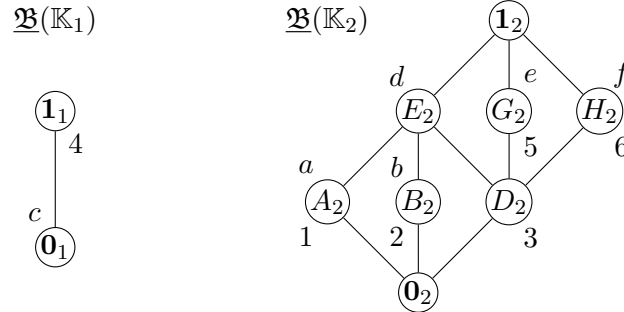 𝔅(𝕂₁)
𝔅(𝕂₂)
1₂
d
e
f
1₁
E₂
G₂
H₂
4
5
6
a
b
A₂
B₂
D₂
c
1
2
3
0₁
0₂